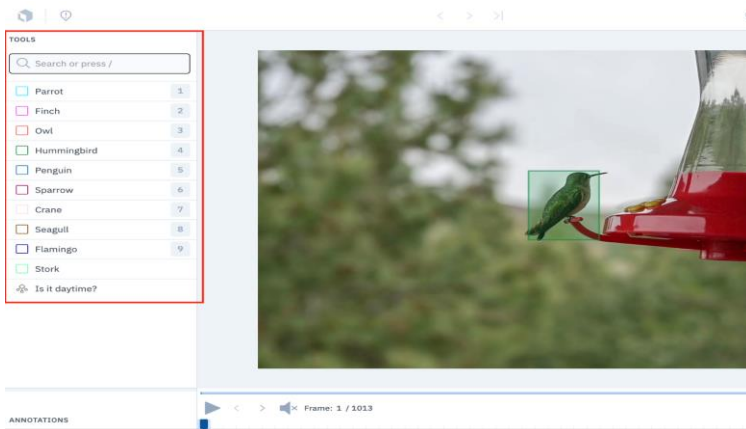 TOOLS
Search or press /
Parrot 1
Finch 2
Owl 3
Hummingbird 4
Penguin 5
Sparrow 6
Crane 7
Seagull 8
Flamingo 9
Stork
Is it daytime?
Frame: 1 / 1013
ANNOTATIONS